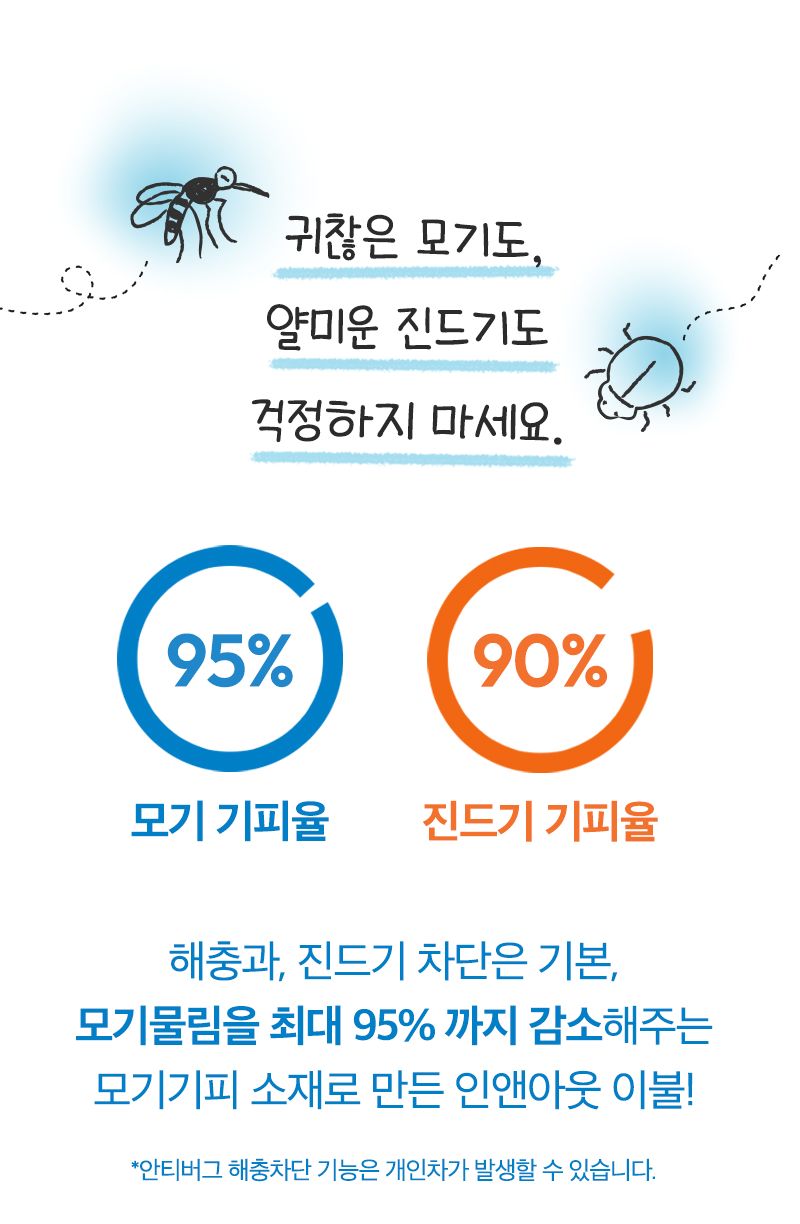 귀찮은 모기도,
얄미운 진드기도
걱정하지 마세요.
95%
90%
모기 기피율
진드기 기피율
해충과, 진드기 차단은 기본,
모기물림을 최대 95% 까지 감소해주는
모기기피 소재로 만든 인앤아웃 이불!
*안티버그 해충차단 기능은 개인차가 발생할 수 있습니다.